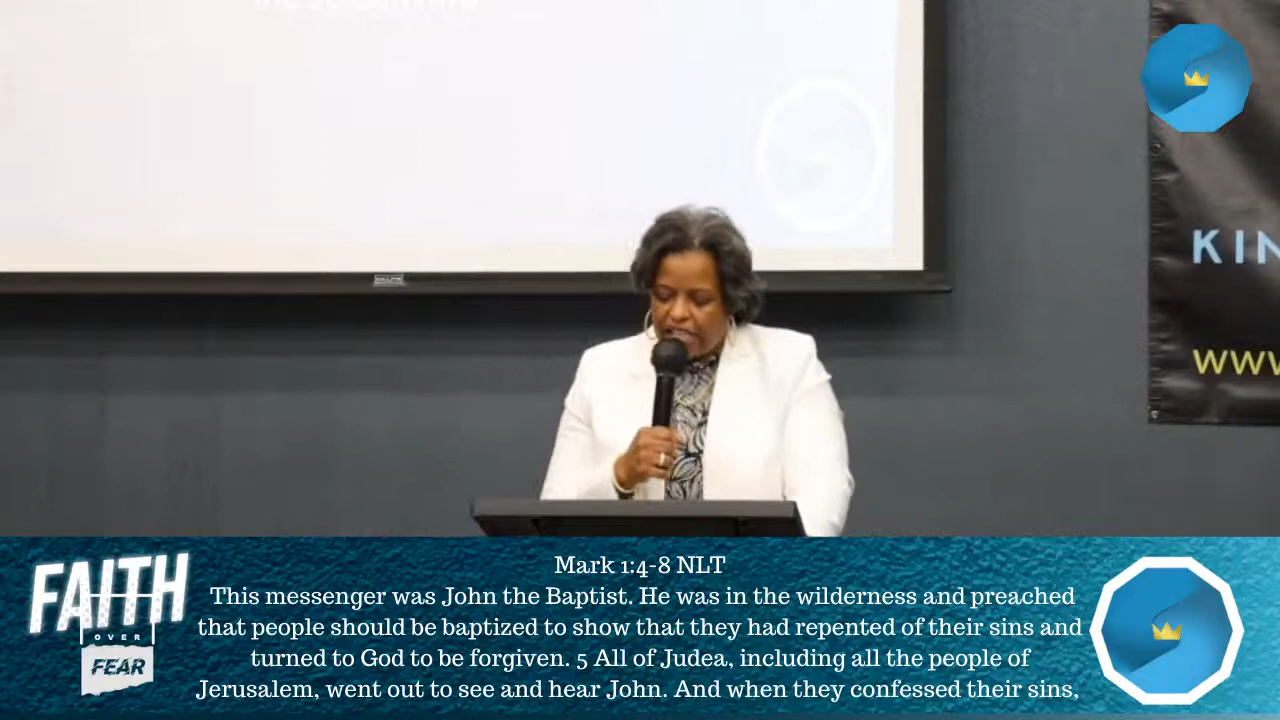 KIN
www
FAITH
OVER
FEAR
Mark 1:4-8 NLT
This messenger was John the Baptist. He was in the wilderness and preached
that people should be baptized to show that they had repented of their sins and
turned to God to be forgiven. 5 All of Judea, including all the people of
Jerusalem, went out to see and hear John. And when they confessed their sins,